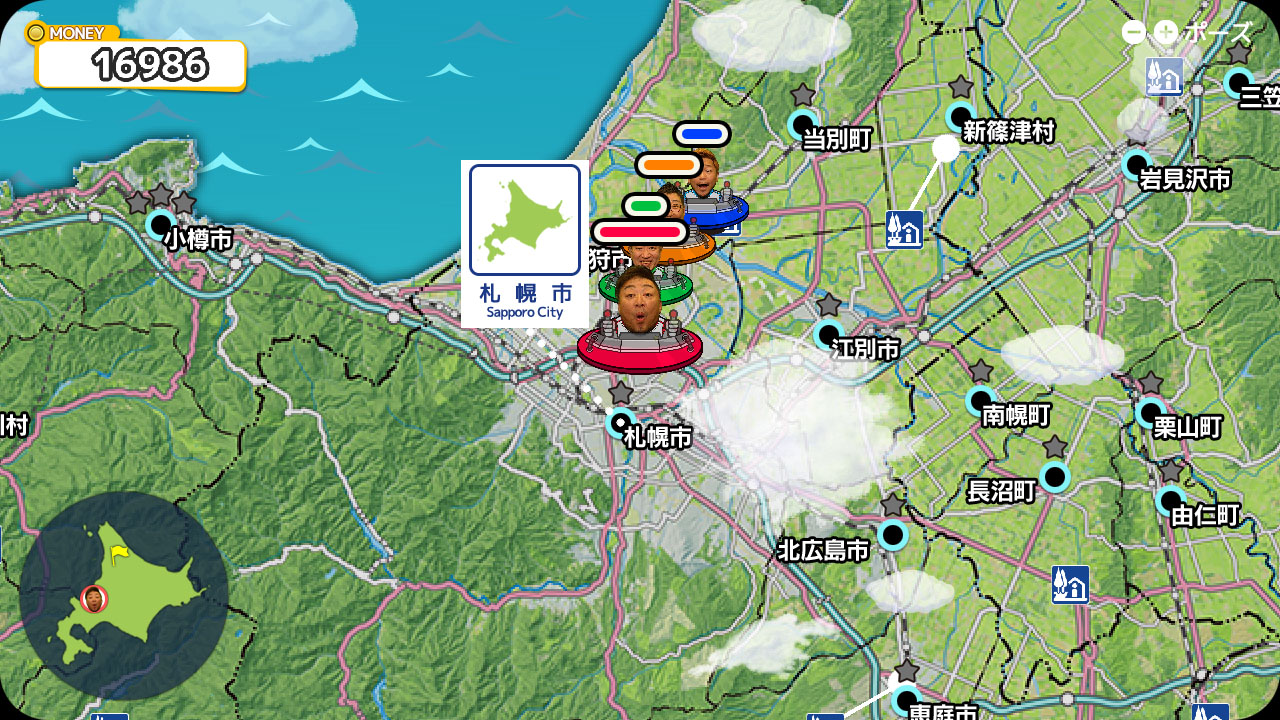 MONEY
16986
ポーズ
三笠
当別町
新篠津村
岩見沢市
小樽市
狩市
札幌市
Sapporo City
江別市
南幌町
栗山町
札幌市
村
長沼町
由仁町
北広島市
恵庭市